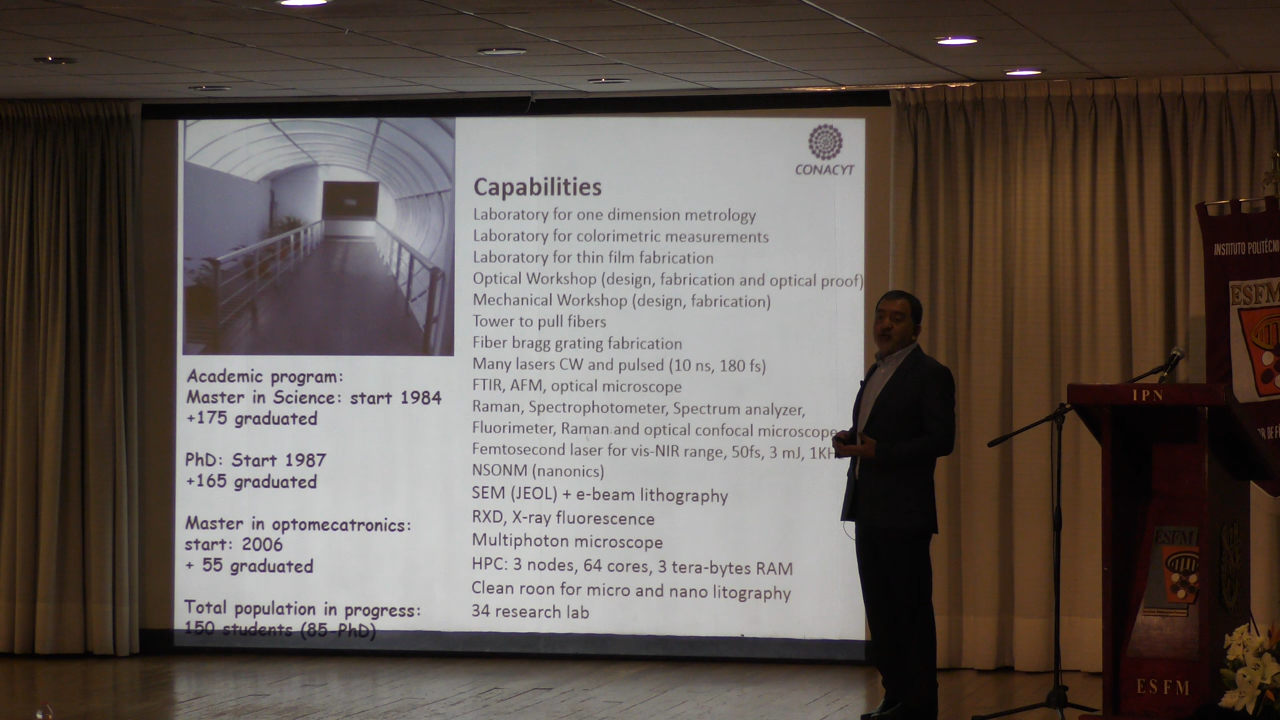 CONACYT
Capabilities
Laboratory for one dimension metrology
Laboratory for colorimetric measurements
Laboratory for thin film fabrication
Optical Workshop (design, fabrication and optical proof)
Mechanical Workshop (design, fabrication)
Tower to pull fibers
Fiber bragg grating fabrication
Many lasers CW and pulsed (10 ns, 180 fs)
FTIR, AFM, optical microscope
Raman, Spectrophotometer, Spectrum analyzer,
Fluorimeter, Raman and optical confocal microscope
Femtosecond laser for vis-NIR range, 50fs, 3 mJ, 1KH
NSONM (nanonics)
SEM (JEOL) + e-beam lithography
RXD, X-ray fluorescence
Multiphoton microscope
HPC: 3 nodes, 64 cores, 3 tera-bytes RAM
Clean roon for micro and nano litography
34 research lab
Academic program:
Master in Science: start 1984
+175 graduated
PhD: Start 1987
+165 graduated
Master in optomecatronics:
start: 2006
+ 55 graduated
Total population in progress:
150 students (85-PhD)
INSTITUTO POLITÉCN
ESFM
IPN
ESFM
ESFM